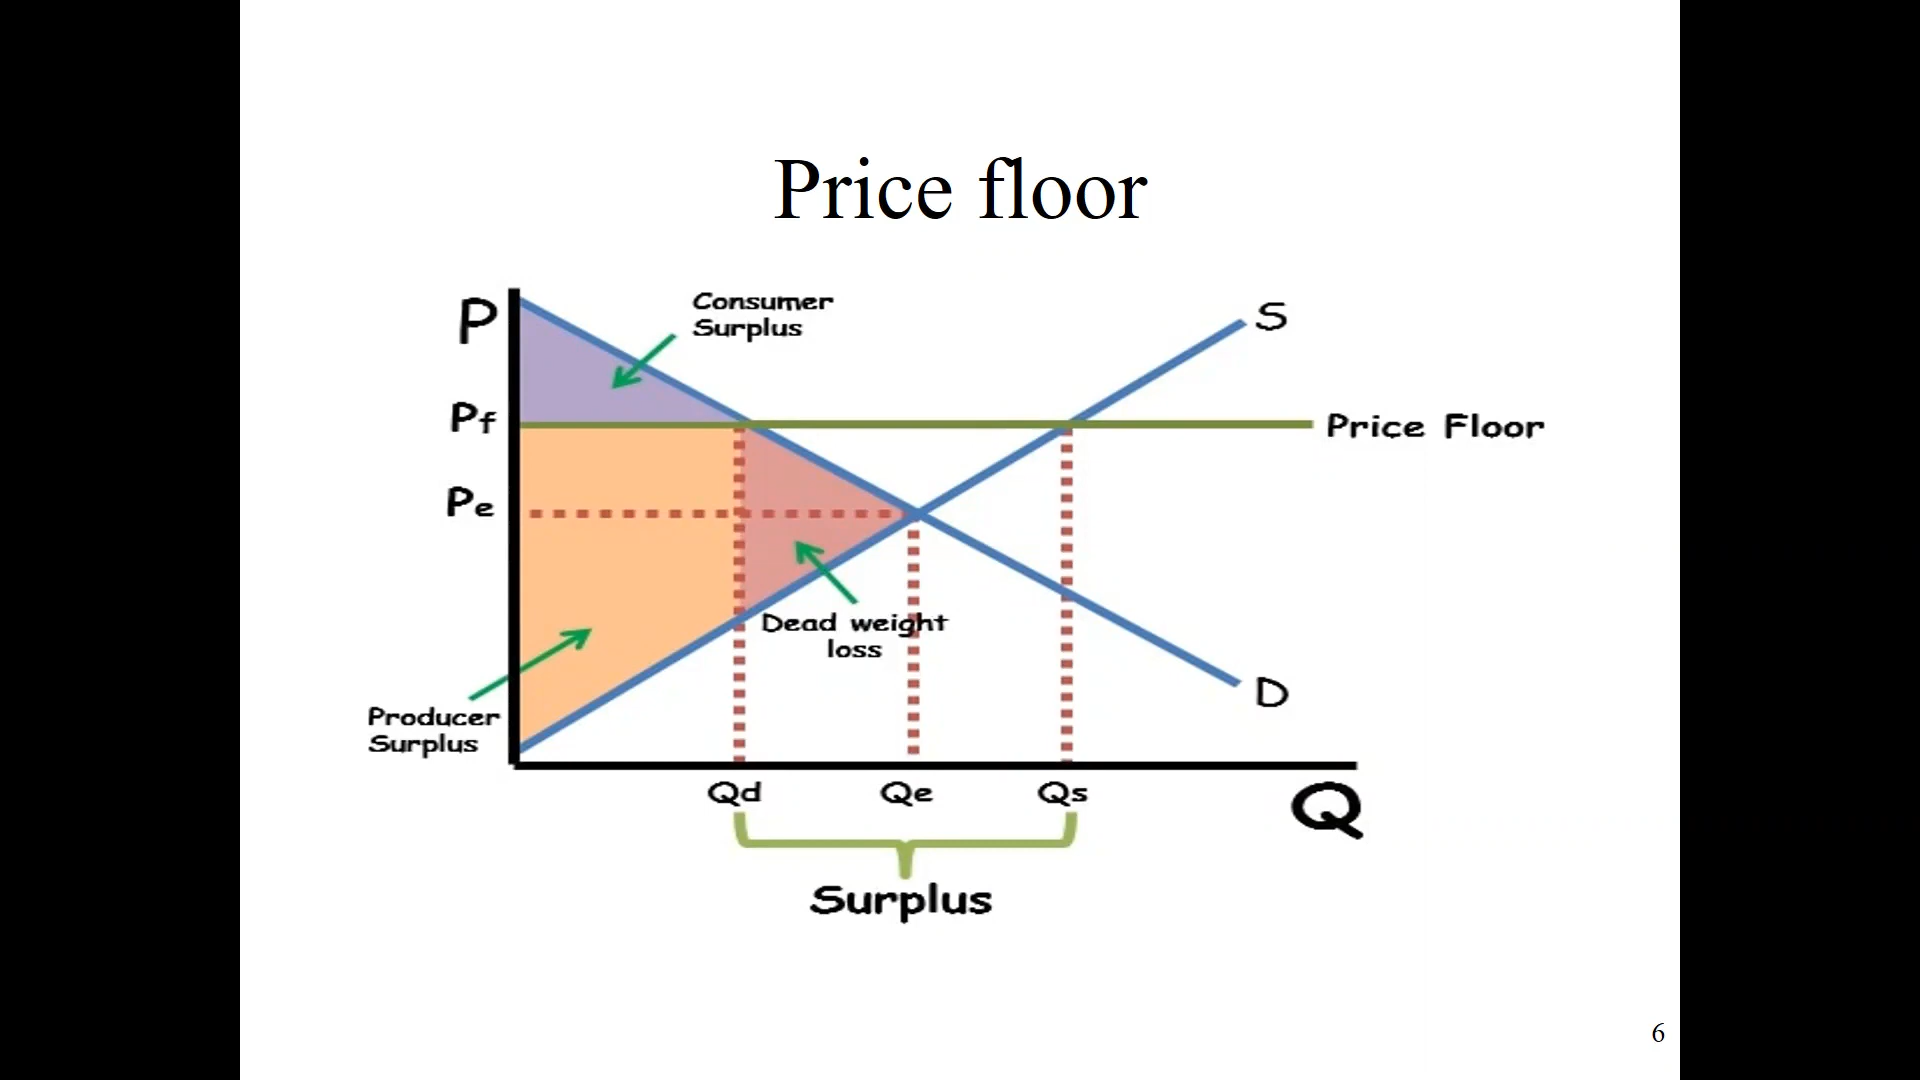 Price floor
P
Consumer
Surplus
S
Pf
Price Floor
Pe
Dead weight
loss
D
Producer
Surplus
Qd
Qe
Qs
Q
Surplus
6